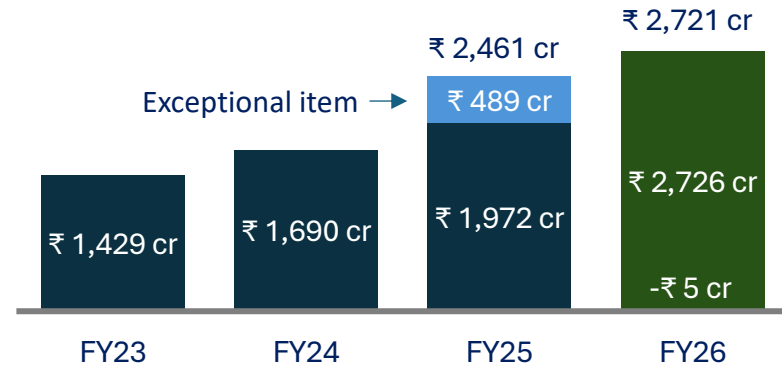 ₹ 2,721 cr
₹ 2,461 cr
Exceptional item
₹ 489 cr
₹ 2,726 cr
₹ 1,972 cr
₹ 1,690 cr
₹ 1,429 cr
-₹ 5 cr
FY23 FY24 FY25 FY26